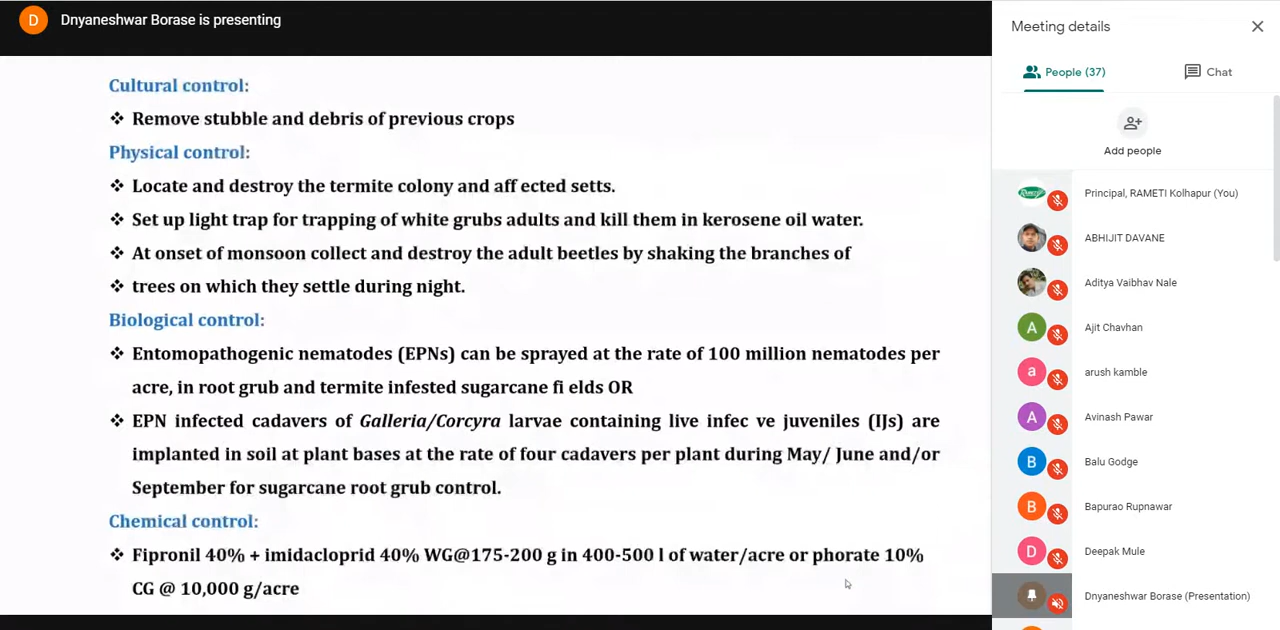 D Dnyaneshwar Borase is presenting
Cultural control:
❖ Remove stubble and debris of previous crops
Physical control:
❖ Locate and destroy the termite colony and aff ected setts.
❖ Set up light trap for trapping of white grubs adults and kill them in kerosene oil water.
❖ At onset of monsoon collect and destroy the adult beetles by shaking the branches of
❖ trees on which they settle during night.
Biological control:
❖ Entomopathogenic nematodes (EPNs) can be sprayed at the rate of 100 million nematodes per
acre, in root grub and termite infested sugarcane fi elds OR
❖ EPN infected cadavers of Galleria/Corcyra larvae containing live infec ve juveniles (IJs) are
implanted in soil at plant bases at the rate of four cadavers per plant during May/ June and/or
September for sugarcane root grub control.
Chemical control:
❖ Fipronil 40% + imidacloprid 40% WG@175-200 g in 400-500 l of water/acre or phorate 10%
CG @ 10,000 g/acre
Meeting details
People (37)
Chat
Add people
Principal, RAMETI Kolhapur (You)
ABHIJIT DAVANE
Aditya Vaibhav Nale
A Ajit Chavhan
a arush kamble
A Avinash Pawar
B Balu Godge
B Bapurao Rupnawar
D Deepak Mule
Dnyaneshwar Borase (Presentation)